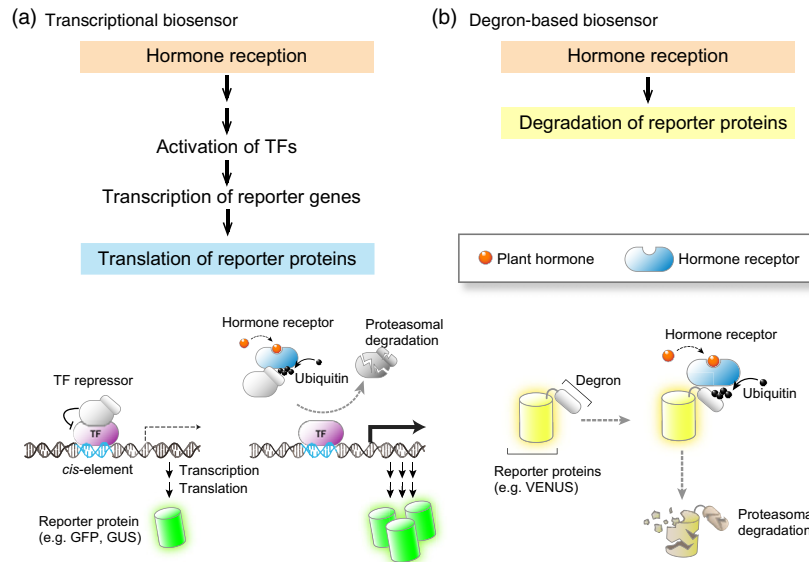 (a) Transcriptional biosensor
Hormone reception
Activation of TFs
Transcription of reporter genes
Translation of reporter proteins
(b) Degron-based biosensor
Hormone reception
Degradation of reporter proteins
Plant hormone
Hormone receptor
TF repressor
TF
cis-element
Transcription
Translation
Reporter protein
(e.g. GFP, GUS)
Hormone receptor
Ubiquitin
Proteasomal
degradation
TF
Degron
Reporter proteins
(e.g. VENUS)
Hormone receptor
Ubiquitin
Proteasomal
degradation